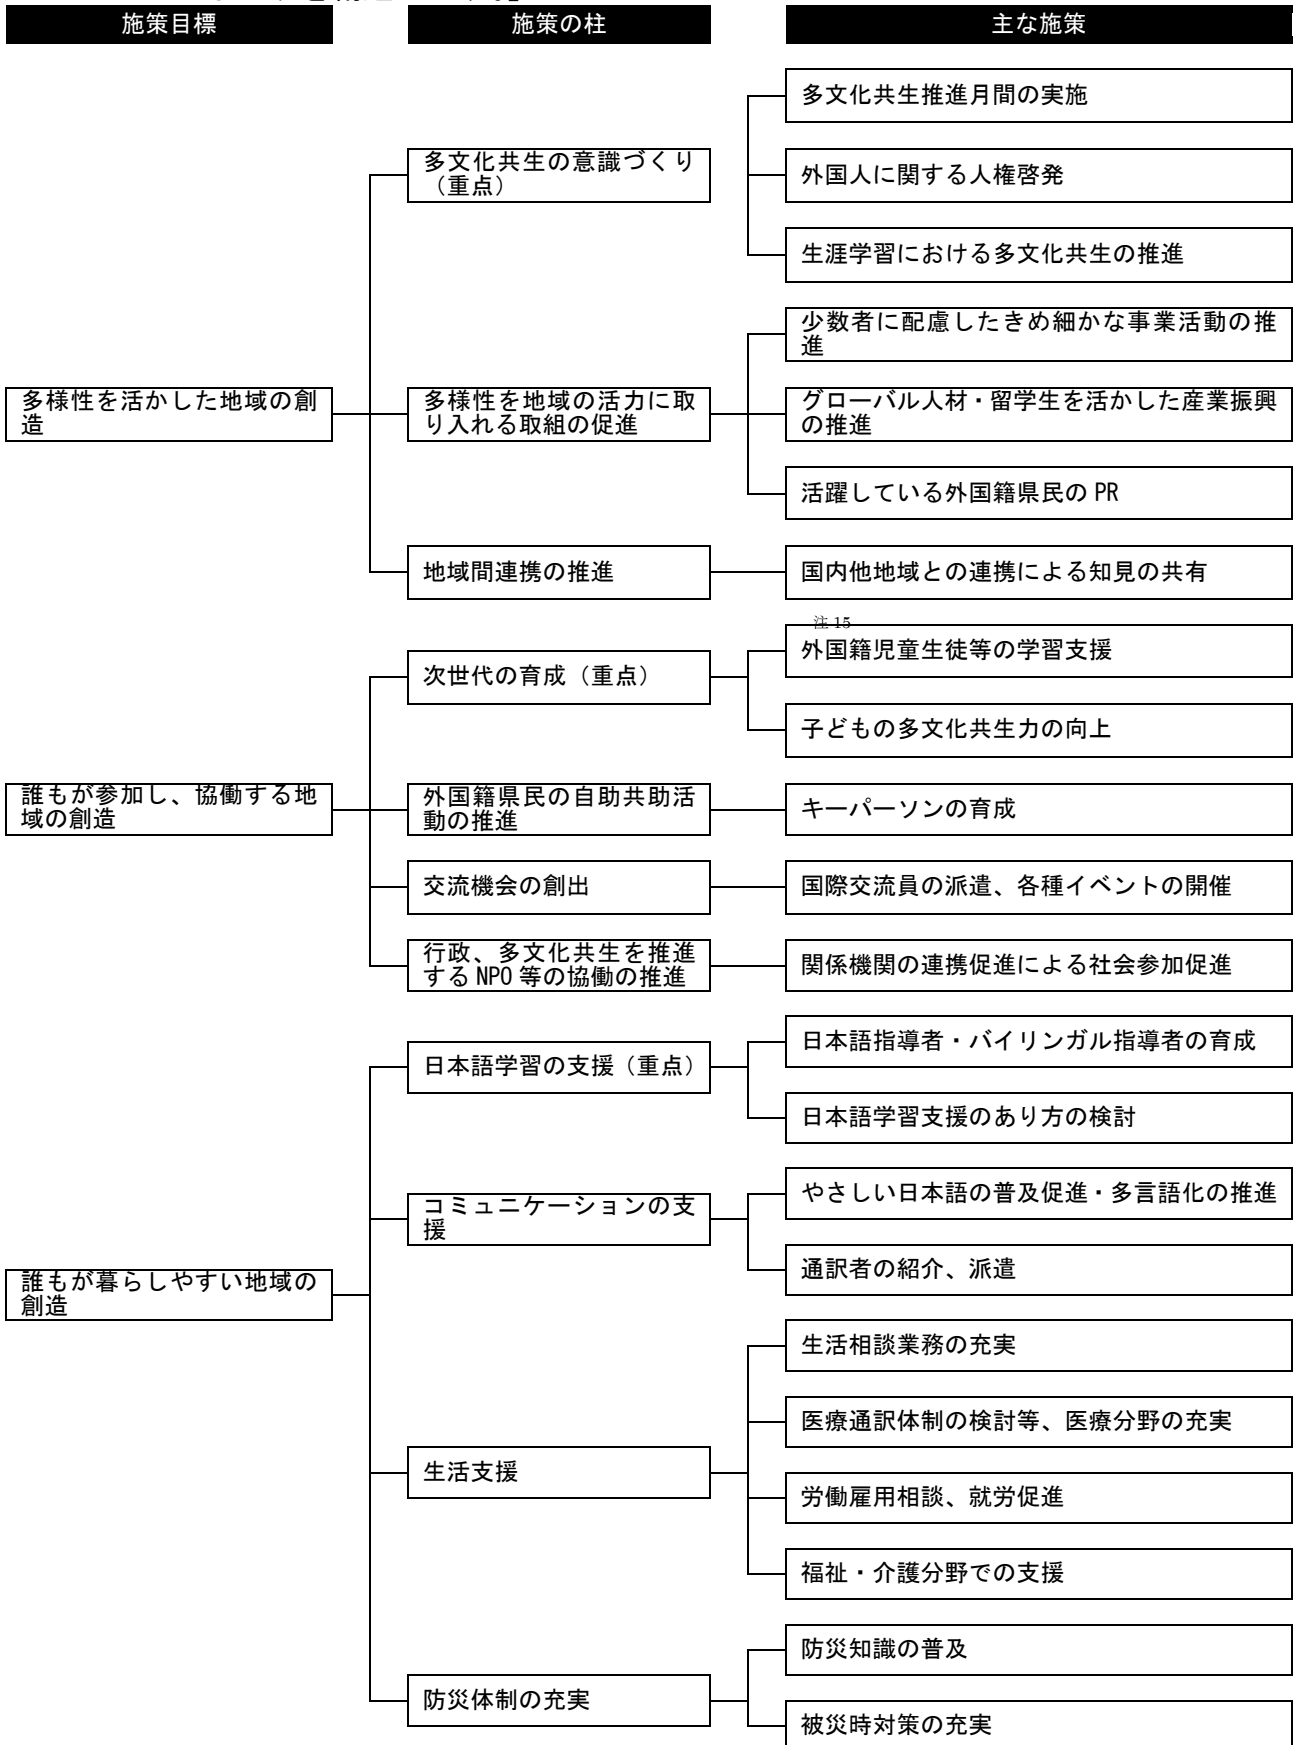 施策目標
施策の柱
主な施策
多様性を活かした地域の創
造
多文化共生の意識づくり
（重点）
多文化共生推進月間の実施
外国人に関する人権啓発
生涯学習における多文化共生の推進
多様性を地域の活力に取
り入れる取組の促進
少数者に配慮したきめ細かな事業活動の推
進
グローバル人材・留学生を活かした産業振興
の推進
活躍している外国籍県民の PR
地域間連携の推進
国内他地域との連携による知見の共有
誰もが参加し、協働する地
域の創造
次世代の育成（重点）
注 15
外国籍児童生徒等の学習支援
子どもの多文化共生力の向上
外国籍県民の自助共助活
動の推進
キーパーソンの育成
交流機会の創出
国際交流員の派遣、各種イベントの開催
行政、多文化共生を推進
する NPO 等の協働の推進
関係機関の連携促進による社会参加促進
誰もが暮らしやすい地域の
創造
日本語学習の支援（重点）
日本語指導者・バイリンガル指導者の育成
日本語学習支援のあり方の検討
コミュニケーションの支
援
やさしい日本語の普及促進・多言語化の推進
通訳者の紹介、派遣
生活支援
生活相談業務の充実
医療通訳体制の検討等、医療分野の充実
労働雇用相談、就労促進
福祉・介護分野での支援
防災体制の充実
防災知識の普及
被災時対策の充実